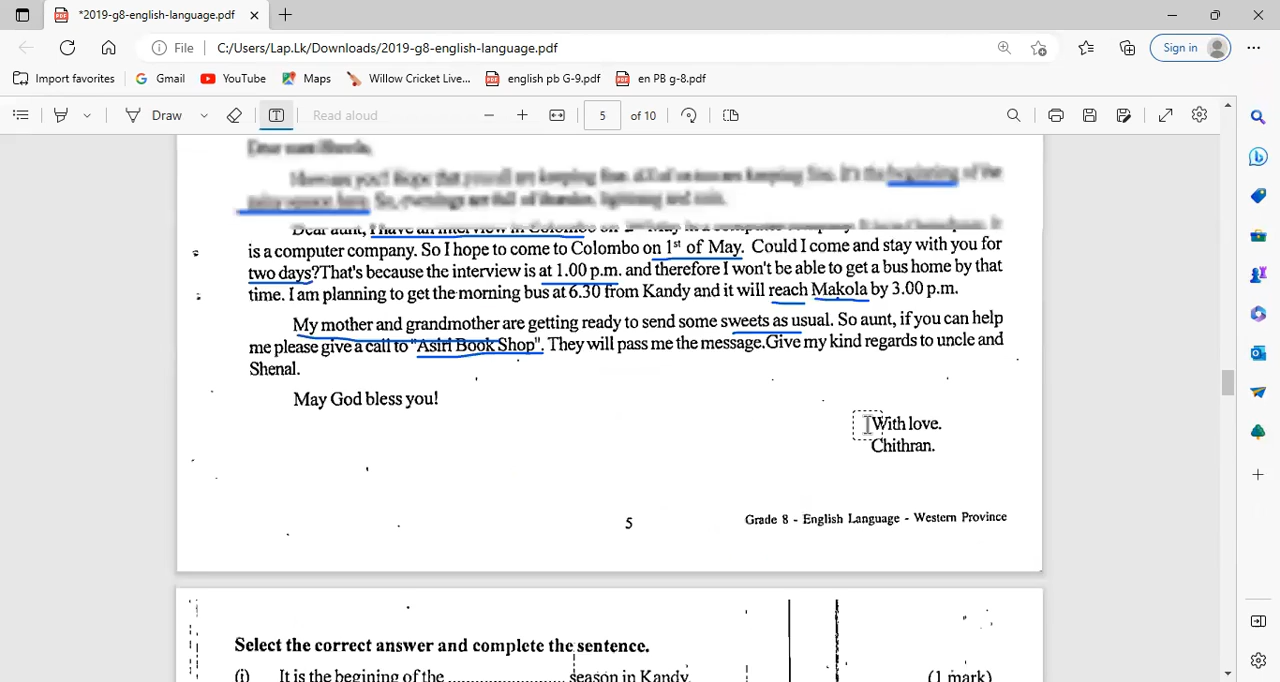 *2019-g8-english-language.pdf
File C:/Users/Lap.Lk/Downloads/2019-g8-english-language.pdf
Sign in
Import favorites Gmail YouTube Maps Willow Cricket Live... english pb G-9.pdf en PB g-8.pdf
Draw Read aloud 5 of 10
is a computer company. So I hope to come to Colombo on 1st of May. Could I come and stay with you for
two days?That's because the interview is at 1.00 p.m. and therefore I won't be able to get a bus home by that
time. I am planning to get the morning bus at 6.30 from Kandy and it will reach Makola by 3.00 p.m.
My mother and grandmother are getting ready to send some sweets as usual. So aunt, if you can help
me please give a call to "Asiri Book Shop". They will pass me the message.Give my kind regards to uncle and
Shenal.
May God bless you!
With love.
Chithran.
5 Grade 8 - English Language - Western Province
Select the correct answer and complete the sentence.
(i) It is the begining of the ........................ season in Kandy. (1 mark)